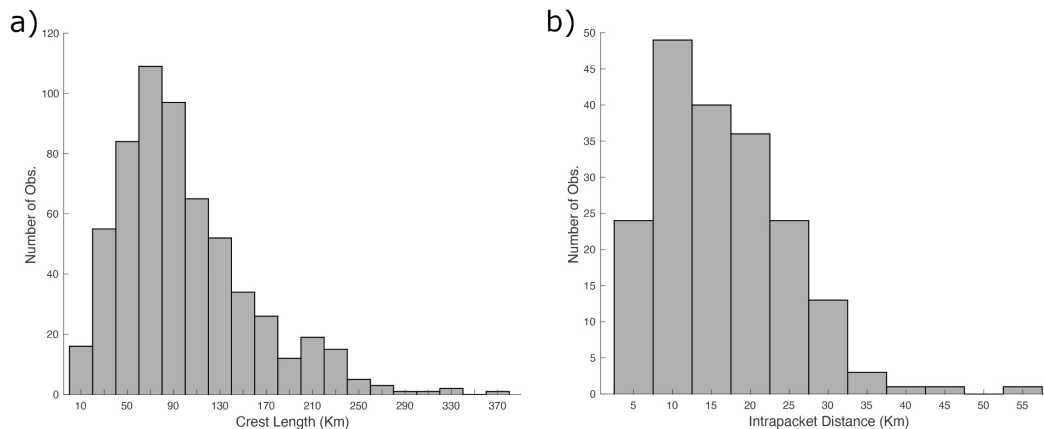 a)
120
100
80
60
40
20
0
Number of Obs.
10 50 90 130 170 210 250 290 330 370
Crest Length (Km)
b)
50
45
40
35
30
25
20
15
10
5
0
Number of Obs.
5 10 15 20 25 30 35 40 45 50 55
Intrapacket Distance (Km)